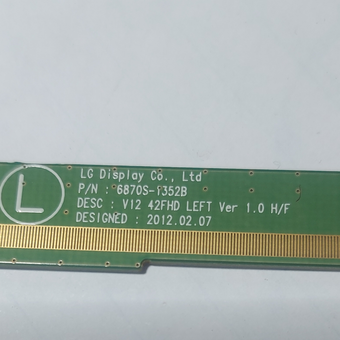 LG Display Co., Ltd
P/N : 6870S-1352B
L
DESC : V12 42FHD LEFT Ver 1.0 H/F
DESIGNED : 2012.02.07